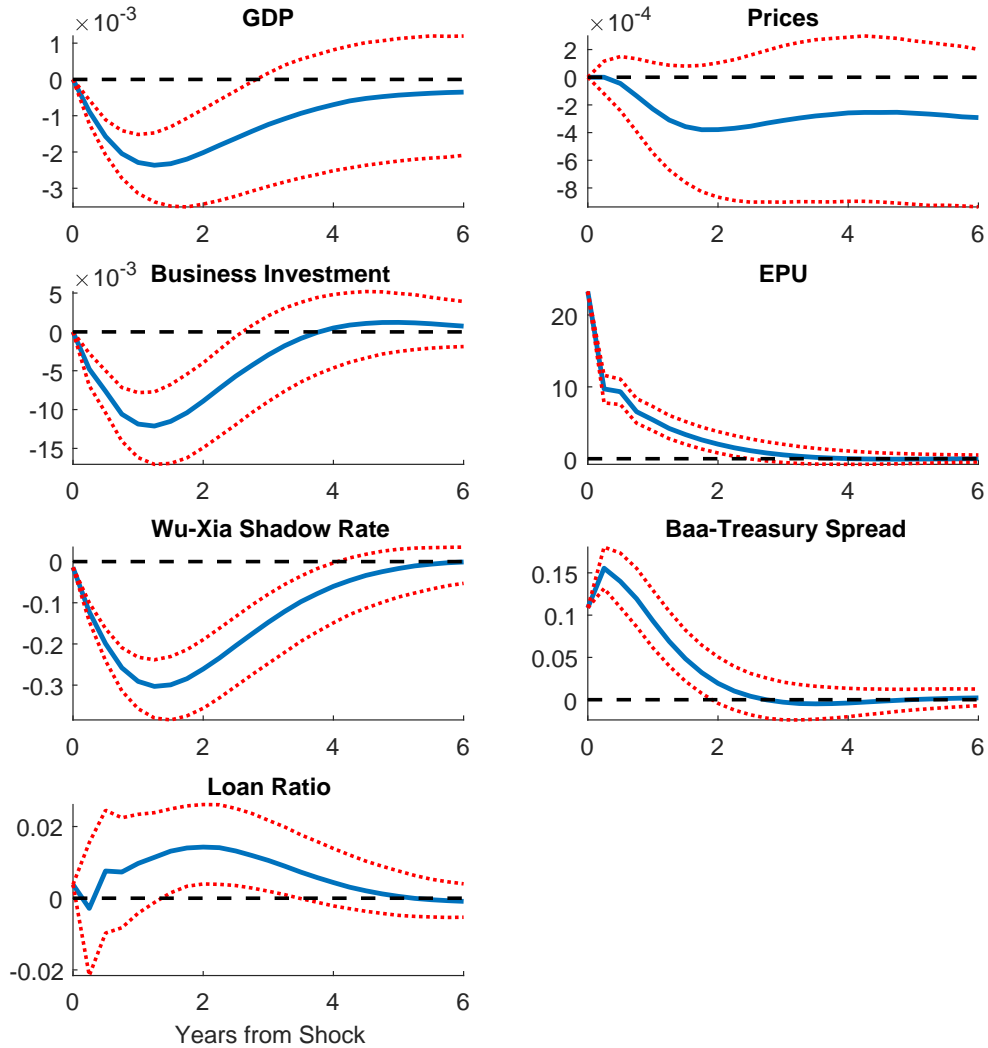 ×10⁻³
GDP
1
0
-1
-2
-3
0 2 4 6
×10⁻⁴
Prices
2
0
-2
-4
-6
-8
0 2 4 6
×10⁻³
Business Investment
5
0
-5
-10
-15
0 2 4 6
EPU
20
10
0
0 2 4 6
Wu-Xia Shadow Rate
0
-0.1
-0.2
-0.3
0 2 4 6
Baa-Treasury Spread
0.15
0.1
0.05
0
0 2 4 6
Loan Ratio
0.02
0
-0.02
0 2 4 6
Years from Shock